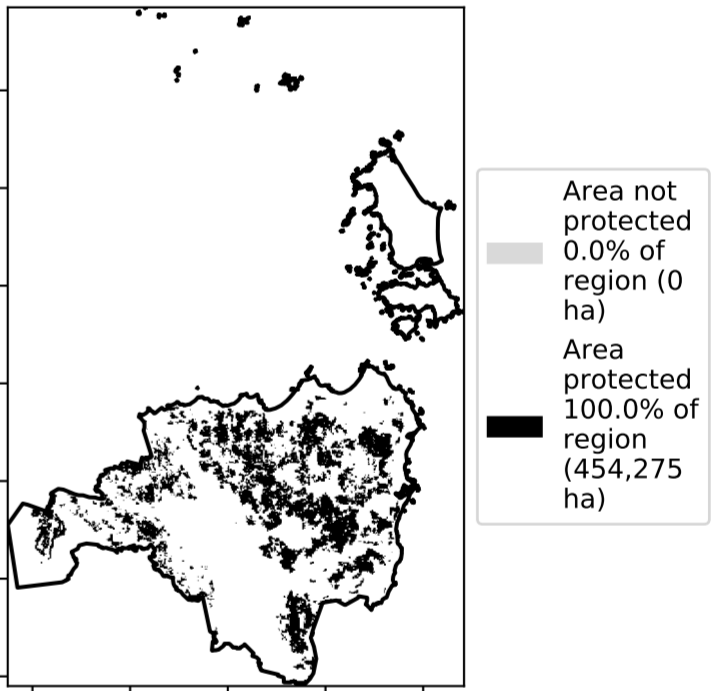 Area not
protected
0.0% of
region (0
ha)
Area
protected
100.0% of
region
(454,275
ha)